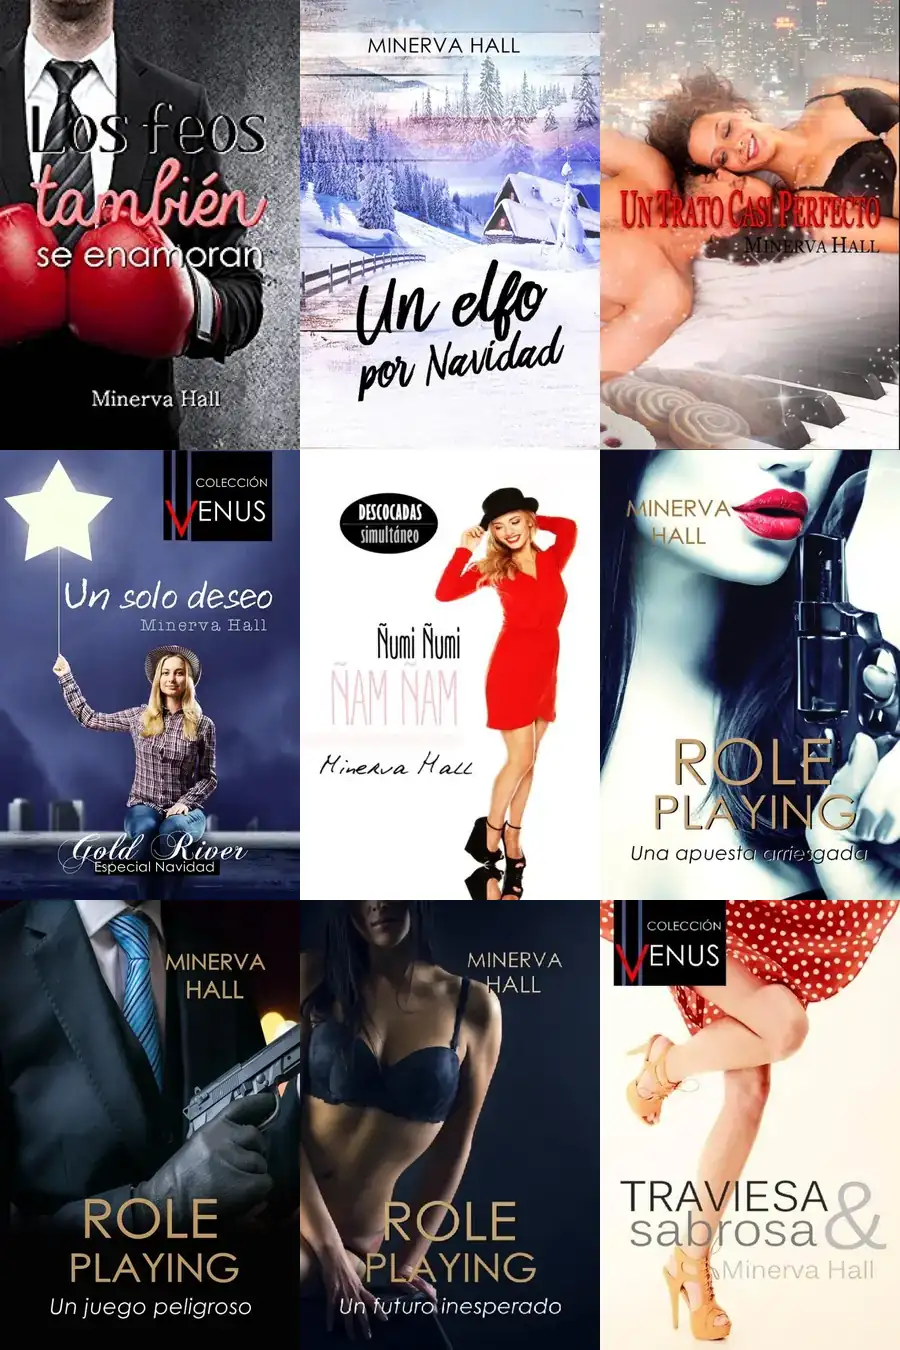 Los feos
también
se enamoran
Minerva Hall
MINERVA HALL
Un elfo
por Navidad
UN TRATO CASI PERFECTO
MINERVA HALL
COLECCIÓN
VENUS
Un solo deseo
Minerva Hall
Gold River
Especial Navidad
DESCOCADAS
simultáneo
Ñumi Ñumi
ÑAM ÑAM
Minerva Hall
MINERVA
HALL
ROLE
PLAYING
Una apuesta arriesgada
MINERVA
HALL
ROLE
PLAYING
Un juego peligroso
MINERVA
HALL
ROLE
PLAYING
Un futuro inesperado
COLECCIÓN
VENUS
TRAVIESA &
sabrosa
Minerva Hall